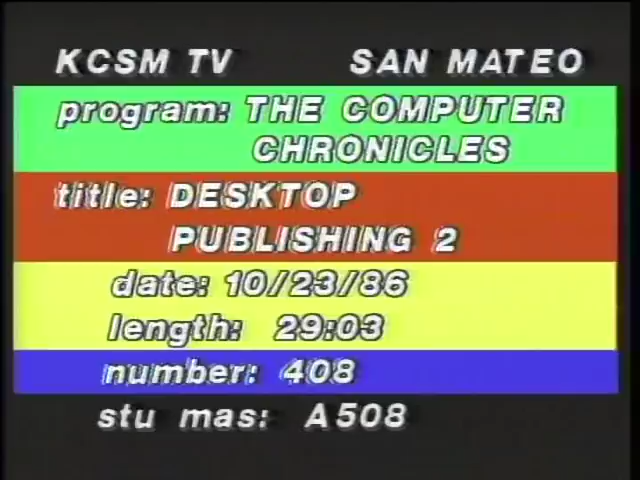 KCSM TV SAN MATEO
program: THE COMPUTER
CHRONICLES
title: DESKTOP
PUBLISHING 2
date: 10/23/86
length: 29:03
number: 408
stu mas: A508